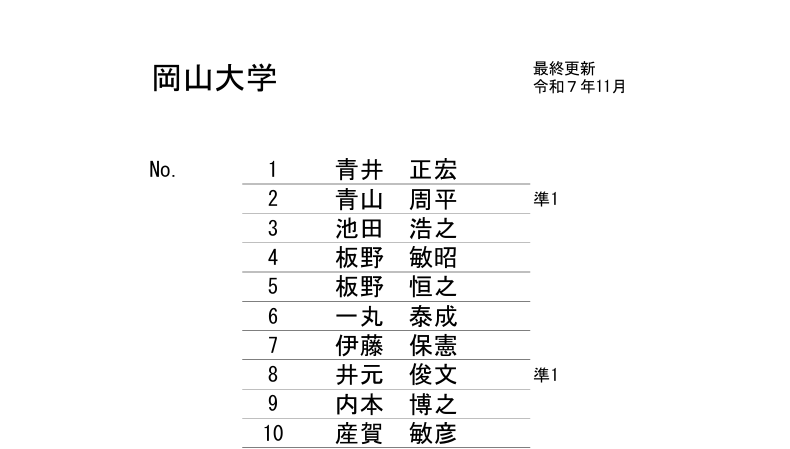 岡山大学
最終更新
令和７年11月
No. 1 青井　正宏
2 青山　周平 準1
3 池田　浩之
4 板野　敏昭
5 板野　恒之
6 一丸　泰成
7 伊藤　保憲
8 井元　俊文 準1
9 内本　博之
10 産賀　敏彦